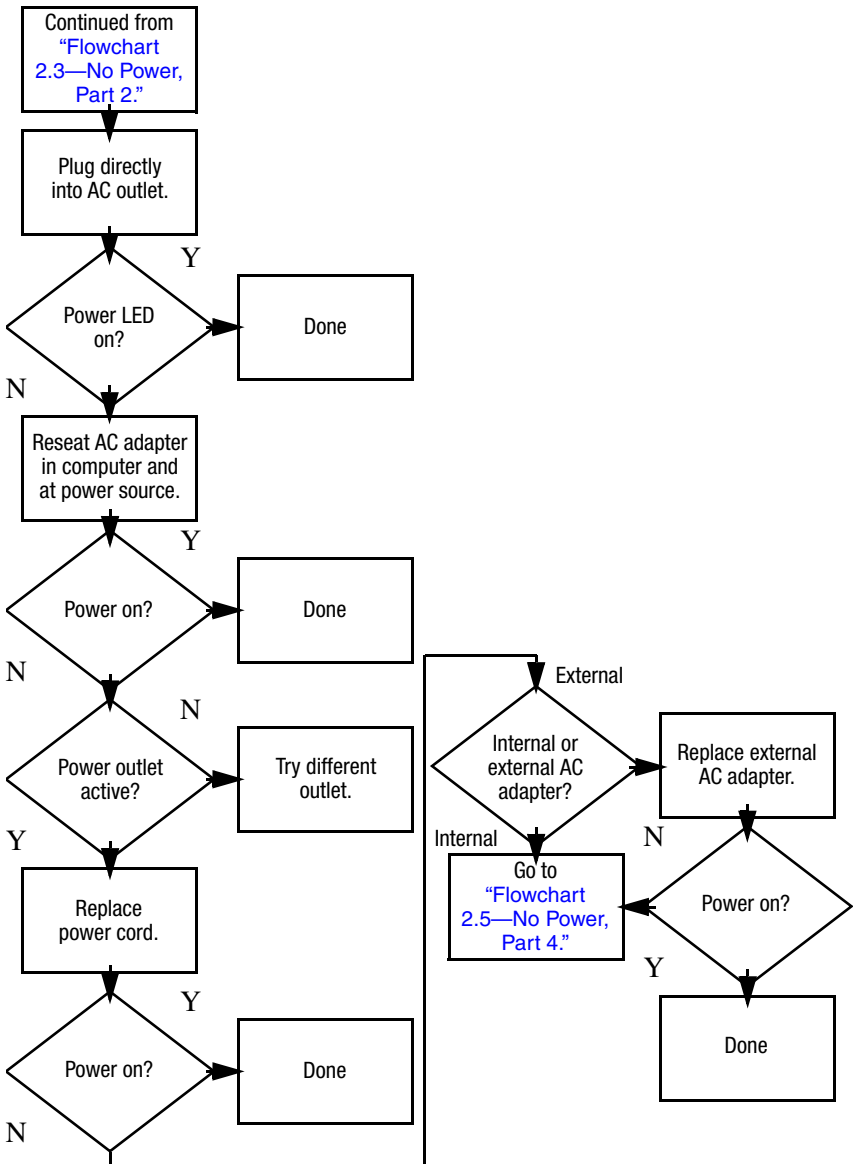 Continued from
“Flowchart
2.3—No Power,
Part 2.”
Plug directly
into AC outlet.
Y
Power LED
on?
Done
N
Reseat AC adapter
in computer and
at power source.
Y
Power on?
Done
N
N
Power outlet
active?
Try different
outlet.
Y
Replace
power cord.
Y
Power on?
Done
N
External
Internal or
external AC
adapter?
Replace external
AC adapter.
Internal
N
Go to
“Flowchart
2.5—No Power,
Part 4.”
Power on?
Y
Done